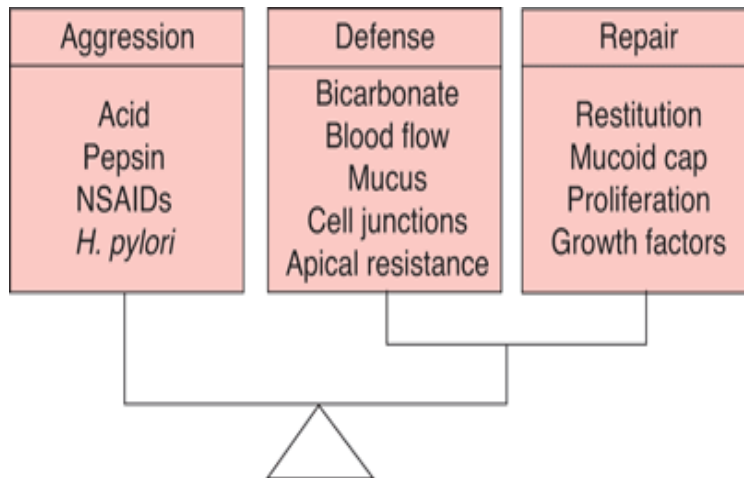 Aggression
Acid
Pepsin
NSAIDs
H. pylori
Defense
Bicarbonate
Blood flow
Mucus
Cell junctions
Apical resistance
Repair
Restitution
Mucoid cap
Proliferation
Growth factors